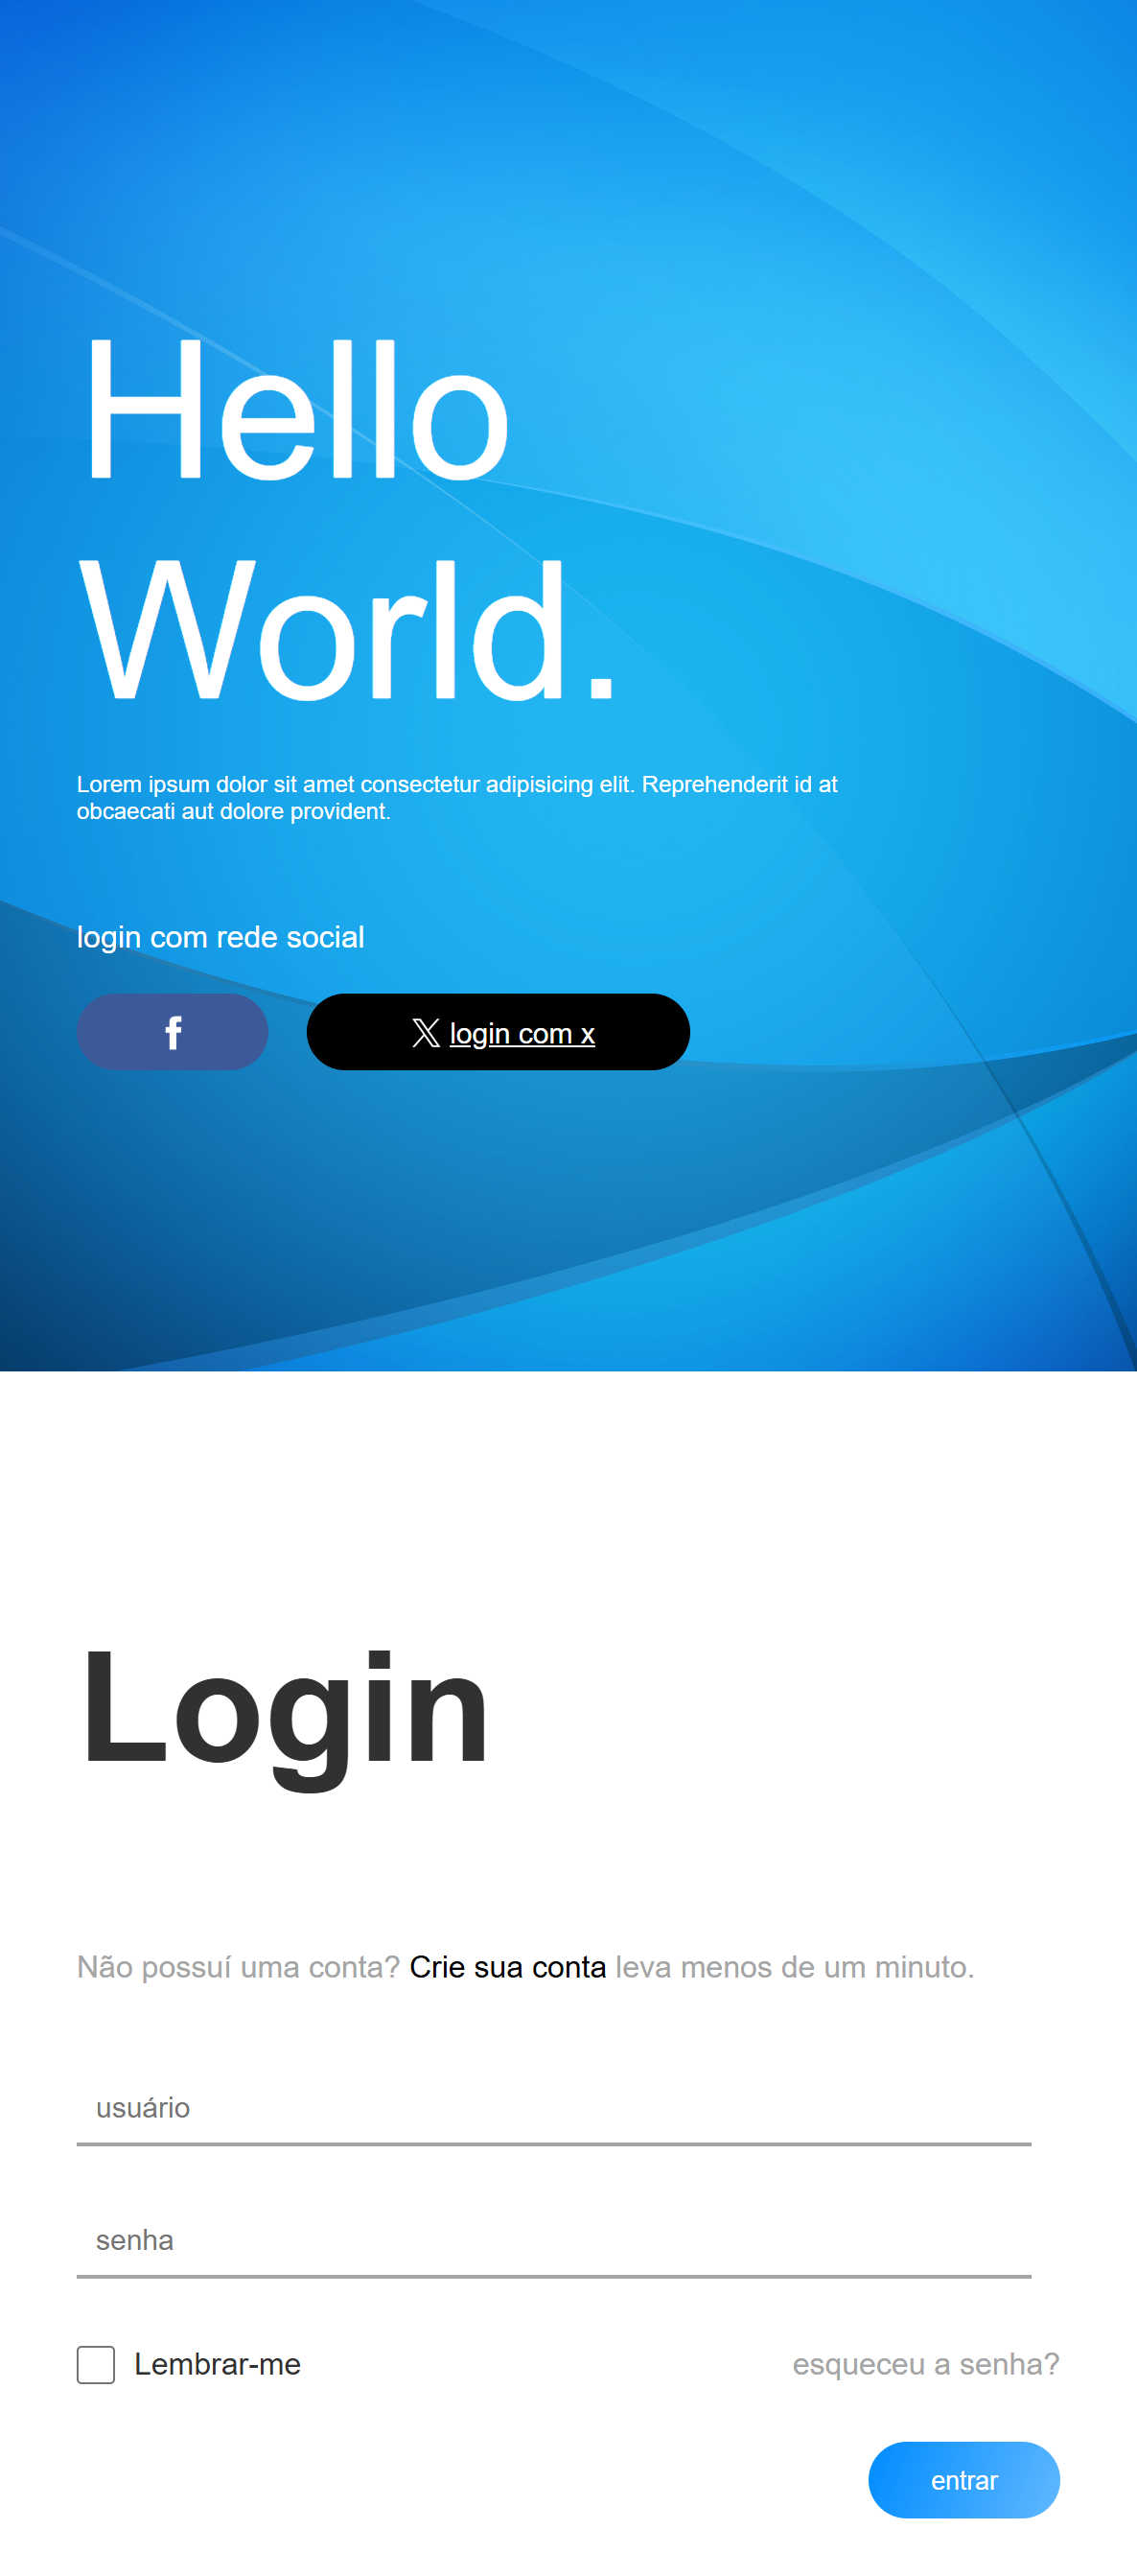 Hello
World.
Lorem ipsum dolor sit amet consectetur adipisicing elit. Reprehenderit id at
obcaecati aut dolore provident.
login com rede social
login com x
Login
Não possuí uma conta? Crie sua conta leva menos de um minuto.
usuário
senha
Lembrar-me esqueceu a senha?
entrar